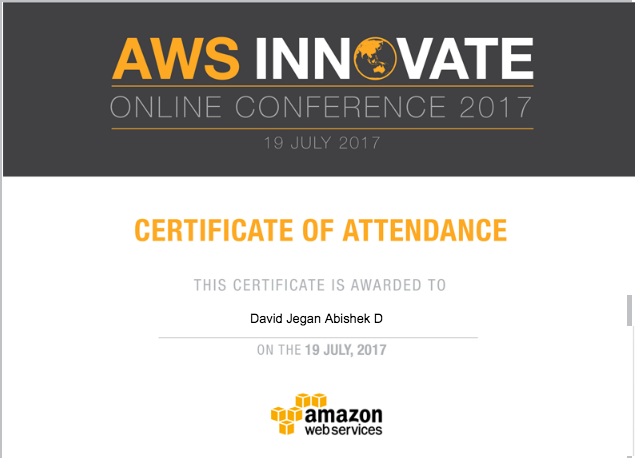 AWS INNOVATE
ONLINE CONFERENCE 2017
19 JULY 2017
CERTIFICATE OF ATTENDANCE
THIS CERTIFICATE IS AWARDED TO
David Jegan Abishek D
ON THE 19 JULY, 2017
amazon
webservices